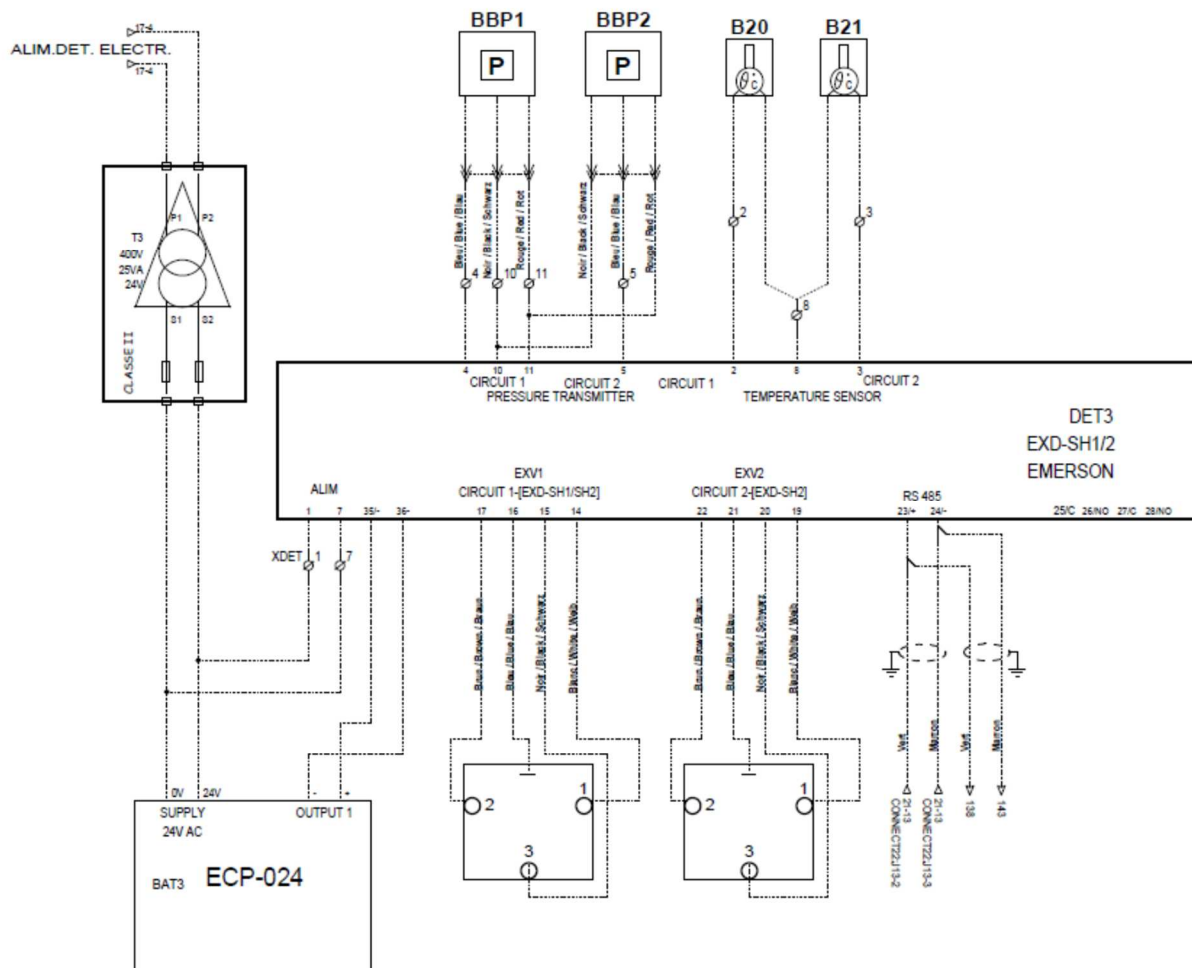 BBP1 BBP2 B20 B21
17-4
ALIM.DET. ELECTR.
17-4
P P
θ°c θ°c
P1 P2
T3
400V
25VA
24V
S1 S2
CLASSE II
Bleu / Blue / Blau
Noir / Black / Schwarz
Rouge / Red / Rot
Noir / Black / Schwarz
Bleu / Blue / Blau
Rouge / Red / Rot
2 3
4 10 11 5
8
4 10 11 5 2 8 3
CIRCUIT 1 CIRCUIT 2 CIRCUIT 1 CIRCUIT 2
PRESSURE TRANSMITTER TEMPERATURE SENSOR
DET3
EXD-SH1/2
EMERSON
EXV1 EXV2
ALIM CIRCUIT 1-[EXD-SH1/SH2] CIRCUIT 2-[EXD-SH2] RS 485
1 7 35/- 36- 17 16 15 14 22 21 20 19 23/+ 24/- 25/C 26/NO 27/C 28/NO
XDET 1 7
Brun / Brown / Braun
Bleu / Blue / Blau
Noir / Black / Schwarz
Blanc / White / Weib
Brun / Brown / Braun
Bleu / Blue / Blau
Noir / Black / Schwarz
Blanc / White / Weib
Vert
Marron
Vert
Marron
0V 24V - +
SUPPLY OUTPUT 1
24V AC
BAT3 ECP-024
2 1
3
2 1
3
21-13
CONNECT22:J13-2
21-13
CONNECT22:J13-3
138
143